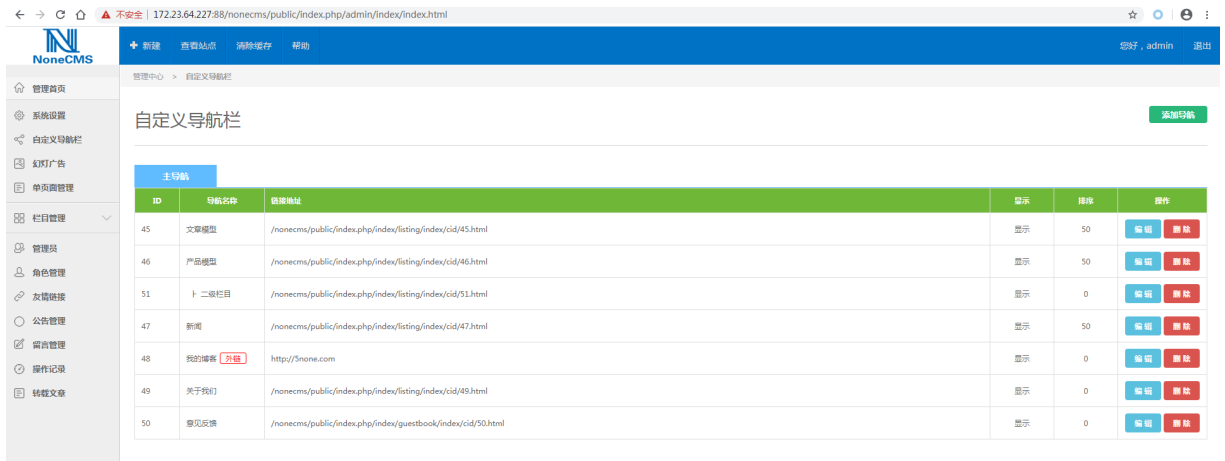 不安全 | 172.23.64.227:88/nonecms/public/index.php/admin/index/index.html
N
NoneCMS
+ 新建 查看站点 清除缓存 帮助 您好，admin 退出
管理中心 > 自定义导航栏
管理首页
系统设置
自定义导航栏
幻灯广告
单页面管理
栏目管理
管理员
角色管理
友情链接
公告管理
留言管理
操作记录
转载文章
自定义导航栏 添加导航
主导航
ID 导航名称 链接地址 显示 排序 操作
45 文章模型 /nonecms/public/index.php/index/listing/index/cid/45.html 显示 50 编辑 删除
46 产品模型 /nonecms/public/index.php/index/listing/index/cid/46.html 显示 50 编辑 删除
51 ├ 二级栏目 /nonecms/public/index.php/index/listing/index/cid/51.html 显示 0 编辑 删除
47 新闻 /nonecms/public/index.php/index/listing/index/cid/47.html 显示 50 编辑 删除
48 我的博客 外链 http://5none.com 显示 0 编辑 删除
49 关于我们 /nonecms/public/index.php/index/listing/index/cid/49.html 显示 0 编辑 删除
50 意见反馈 /nonecms/public/index.php/index/guestbook/index/cid/50.html 显示 0 编辑 删除